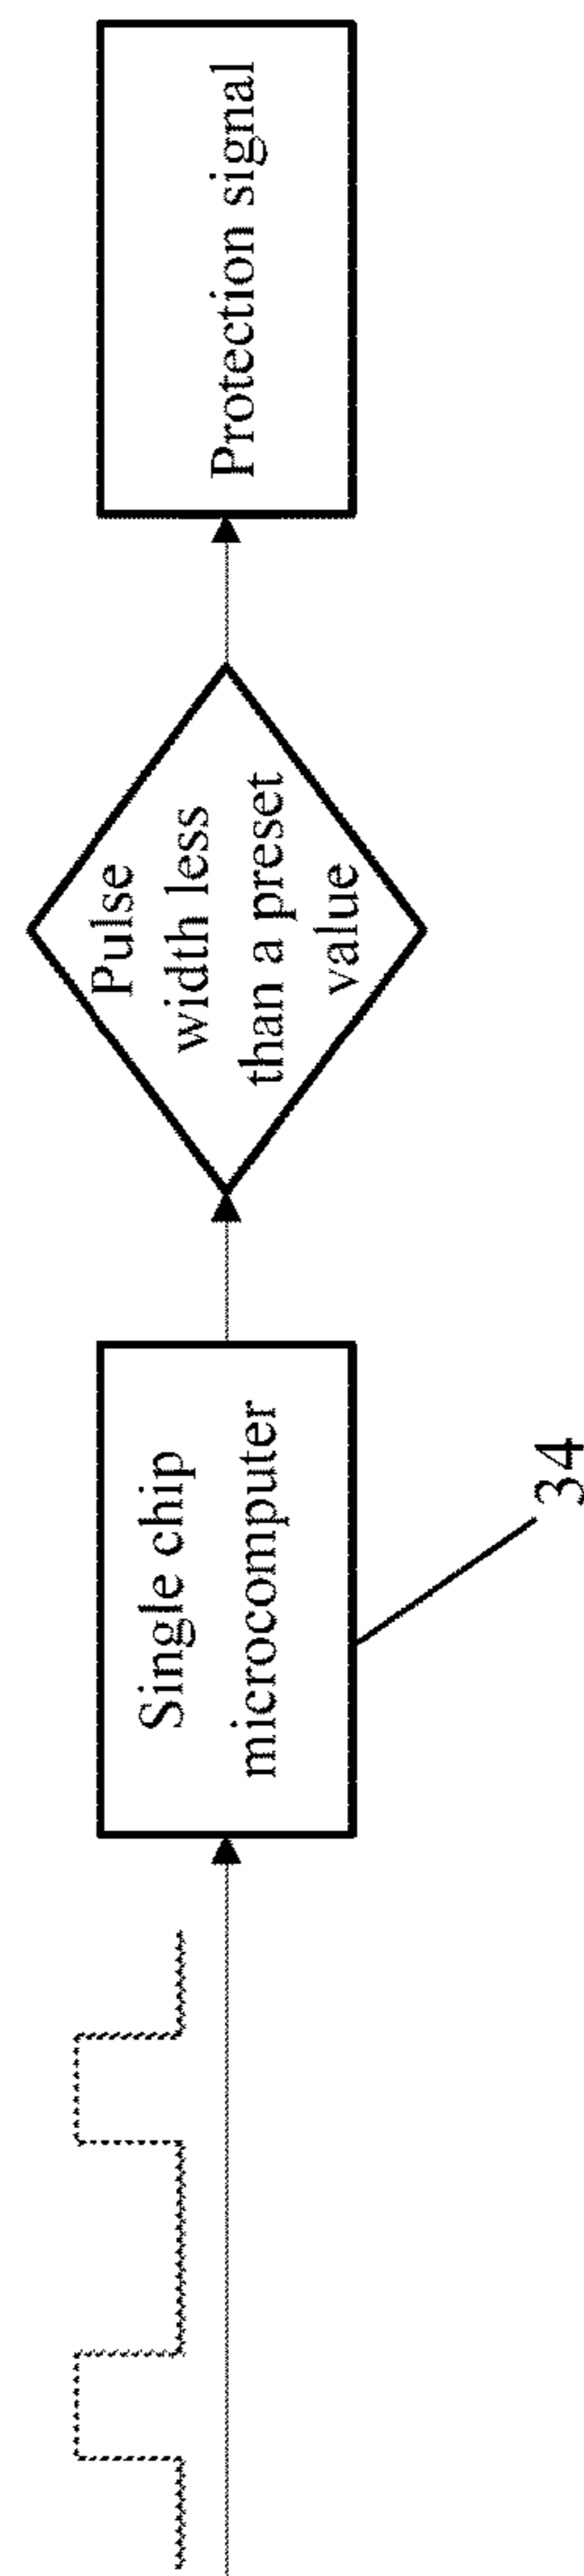 Single chip
microcomputer
34
Pulse
width less
than a preset
value
Protection signal